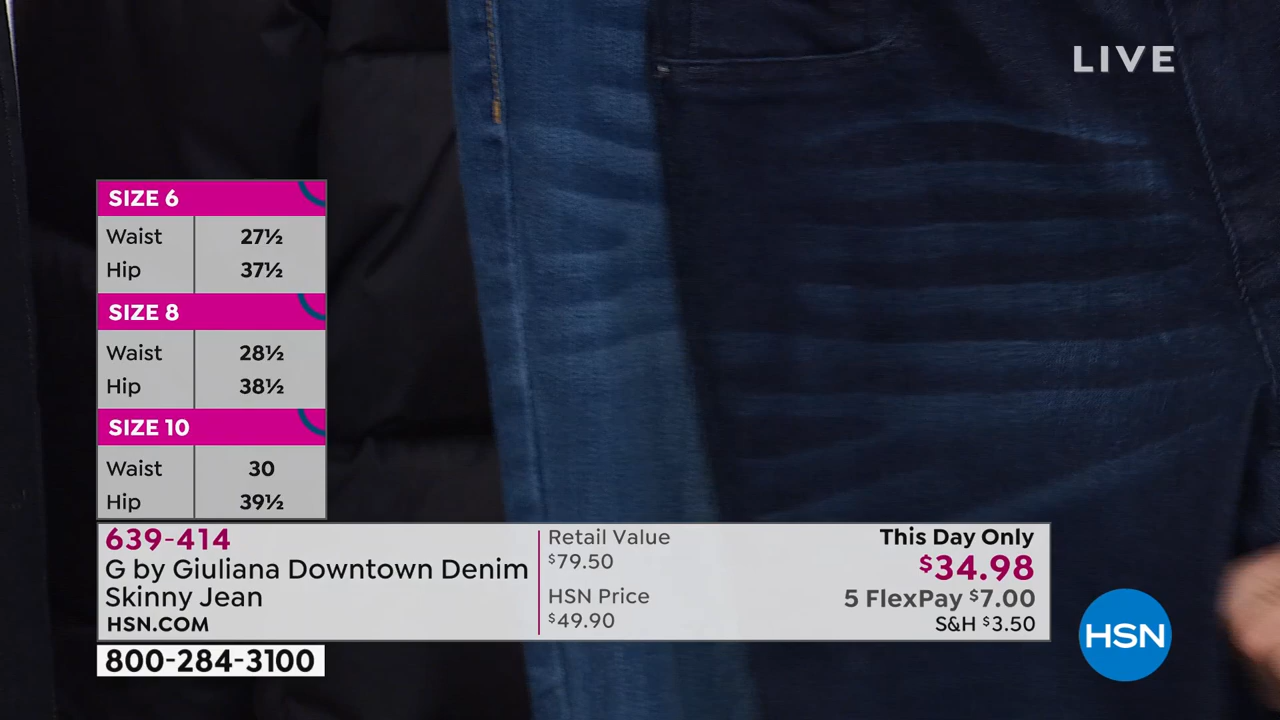 LIVE
SIZE 6
Waist 27½
Hip 37½
SIZE 8
Waist 28½
Hip 38½
SIZE 10
Waist 30
Hip 39½
639-414
G by Giuliana Downtown Denim
Skinny Jean
HSN.COM
Retail Value
$79.50
HSN Price
$49.90
This Day Only
$34.98
5 FlexPay $7.00
S&H $3.50
800-284-3100
HSN